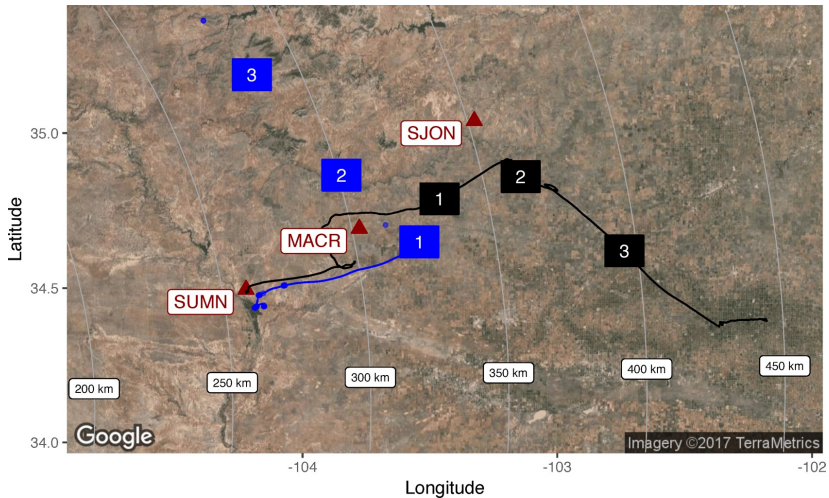 3
35.0
SJON
2
2
1
MACR
1
3
34.5
SUMN
200 km
250 km
300 km
350 km
400 km
450 km
34.0
Google
Imagery ©2017 TerraMetrics
-104
-103
-102
Longitude
Latitude